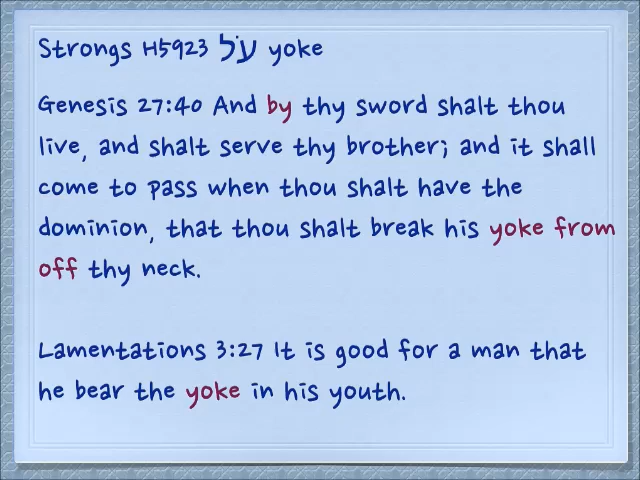 Strongs H5923 עֹל yoke
Genesis 27:40 And by thy sword shalt thou
live, and shalt serve thy brother; and it shall
come to pass when thou shalt have the
dominion, that thou shalt break his yoke from
off thy neck.
Lamentations 3:27 It is good for a man that
he bear the yoke in his youth.